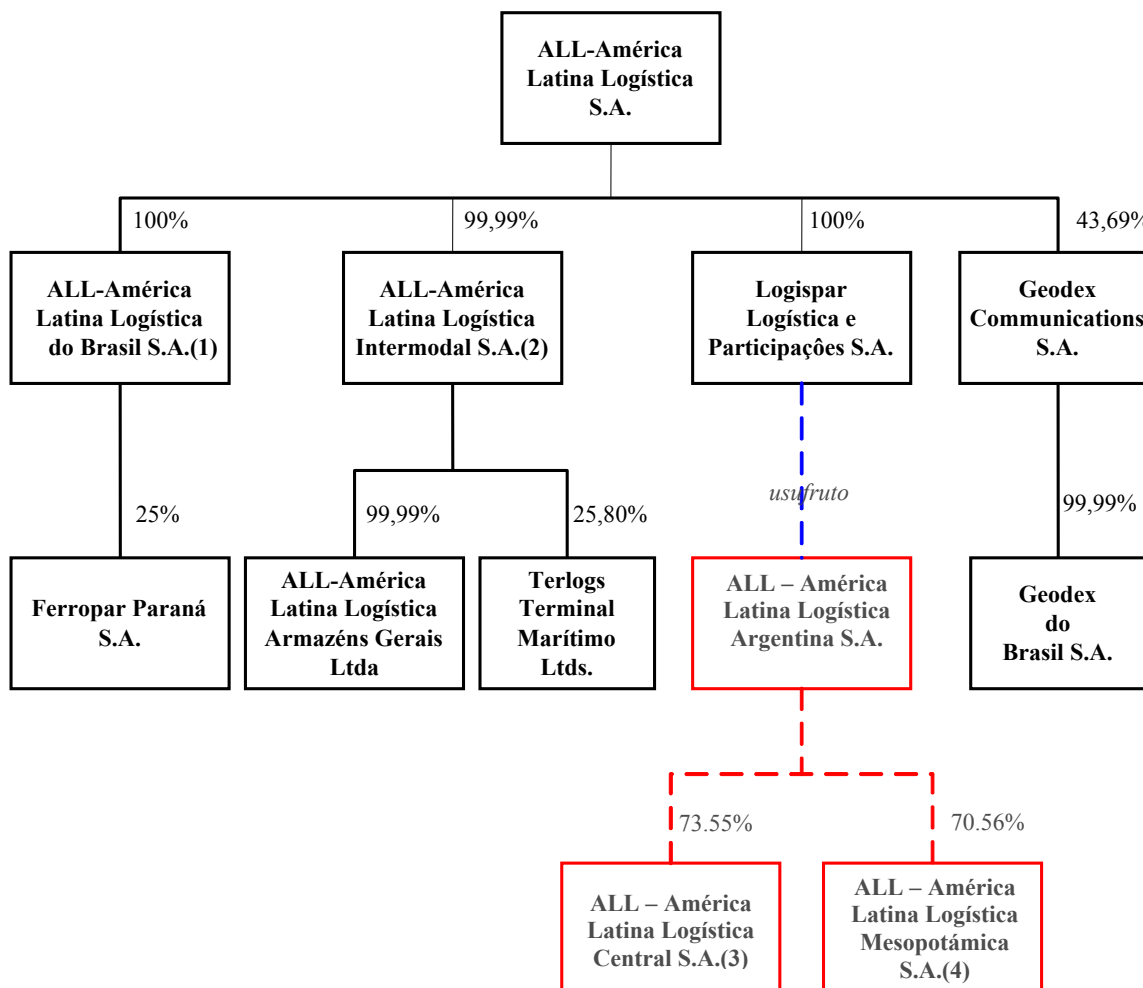 ALL-América
Latina Logística
S.A.
100%
99,99%
100%
43,69%
ALL-América
Latina Logística
do Brasil S.A.(1)
ALL-América
Latina Logística
Intermodal S.A.(2)
Logispar
Logística e
Participaçôes S.A.
Geodex
Communications
S.A.
usufruto
25%
99,99%
25,80%
99,99%
Ferropar Paraná
S.A.
ALL-América
Latina Logística
Armazéns Gerais
Ltda
Terlogs
Terminal
Marítimo
Ltds.
ALL – América
Latina Logística
Argentina S.A.
Geodex
do
Brasil S.A.
73.55%
70.56%
ALL – América
Latina Logística
Central S.A.(3)
ALL – América
Latina Logística
Mesopotámica
S.A.(4)